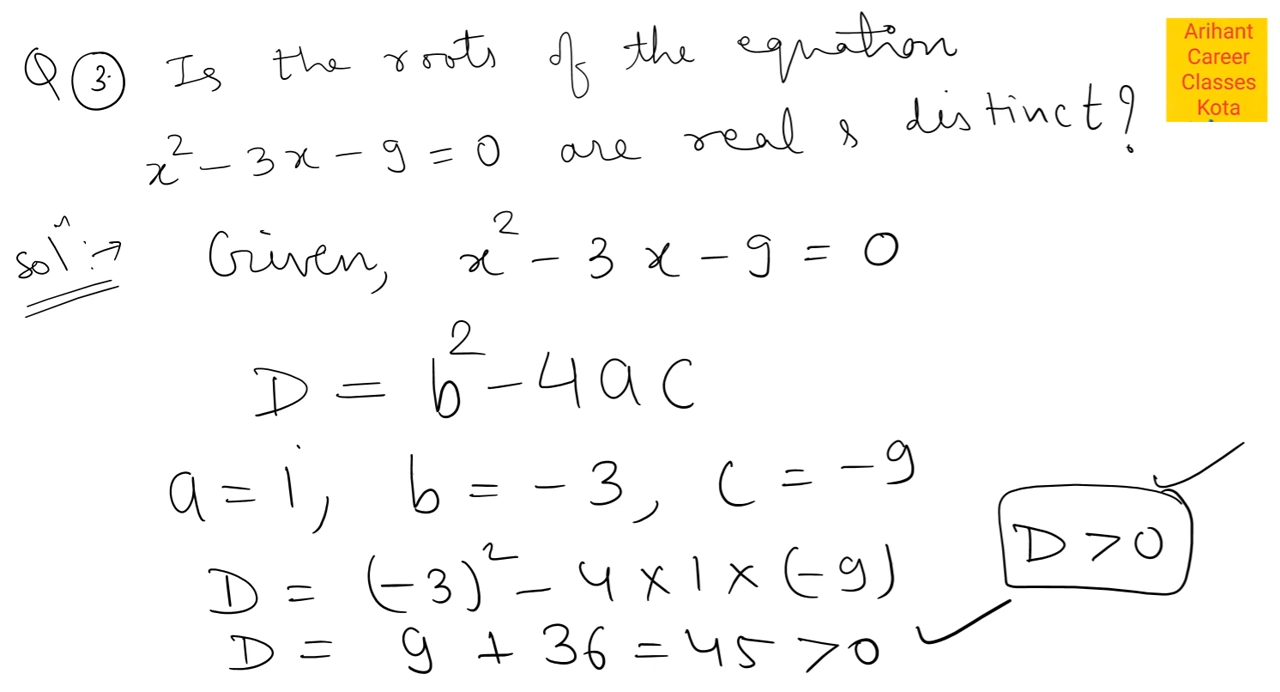 Q ③. Is the roots of the equation
x² - 3x - 9 = 0 are real & distinct?
Arihant
Career
Classes
Kota
Solⁿ:→ Given, x² - 3x - 9 = 0
D = b² - 4ac
a = 1, b = -3, c = -9
D > 0
D = (-3)² - 4 × 1 × (-9)
D = 9 + 36 = 45 > 0